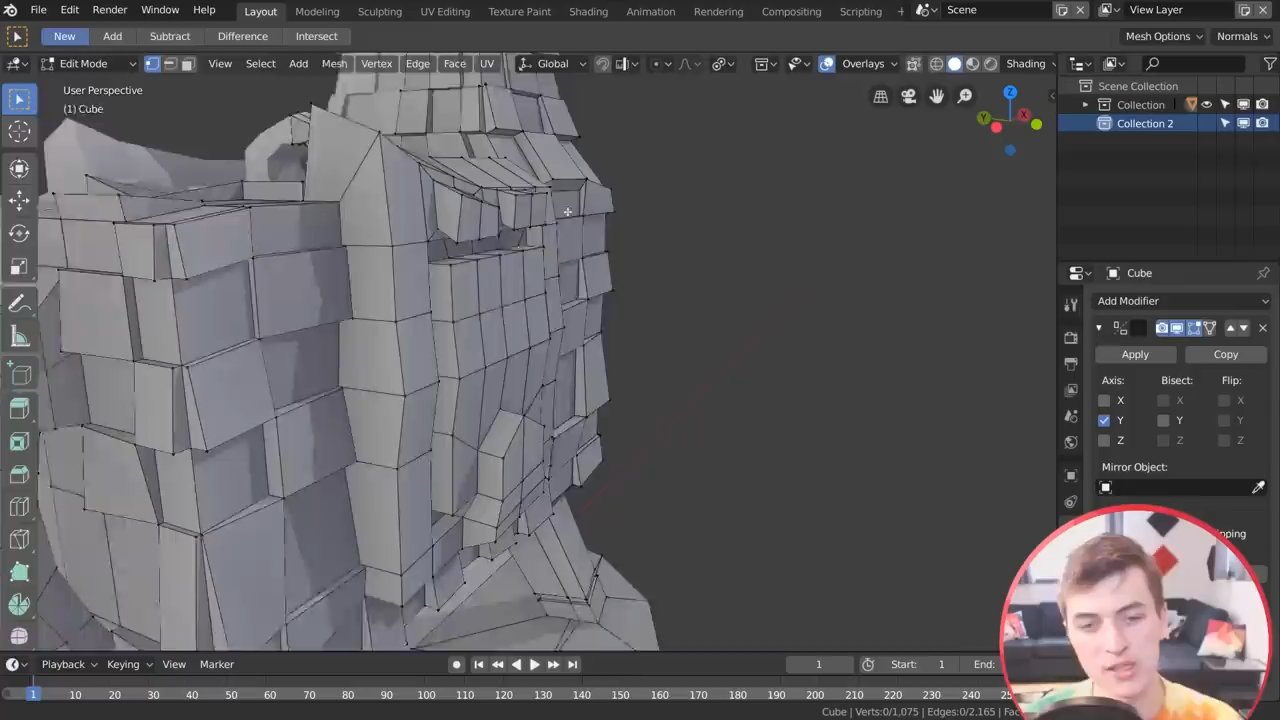 File Edit Render Window Help Layout Modeling Sculpting UV Editing Texture Paint Shading Animation Rendering Compositing Scripting + Scene View Layer
New Add Subtract Difference Intersect Mesh Options Normals
Edit Mode View Select Add Mesh Vertex Edge Face UV Global Overlays Shading
User Perspective
(1) Cube
Z
Y
X
Scene Collection
Collection
Collection 2
Cube
Add Modifier
Apply Copy
Axis: Bisect: Flip:
X X X
Y Y Y
Z Z Z
Mirror Object:
Playback Keying View Marker 1 Start: 1 End:
1 10 20 30 40 50 60 70 80 90 100 110 120 130 140 150 160 170 180 190 200 210 220 230 240
Cube | Verts:0/1,075 | Edges:0/2,165 |